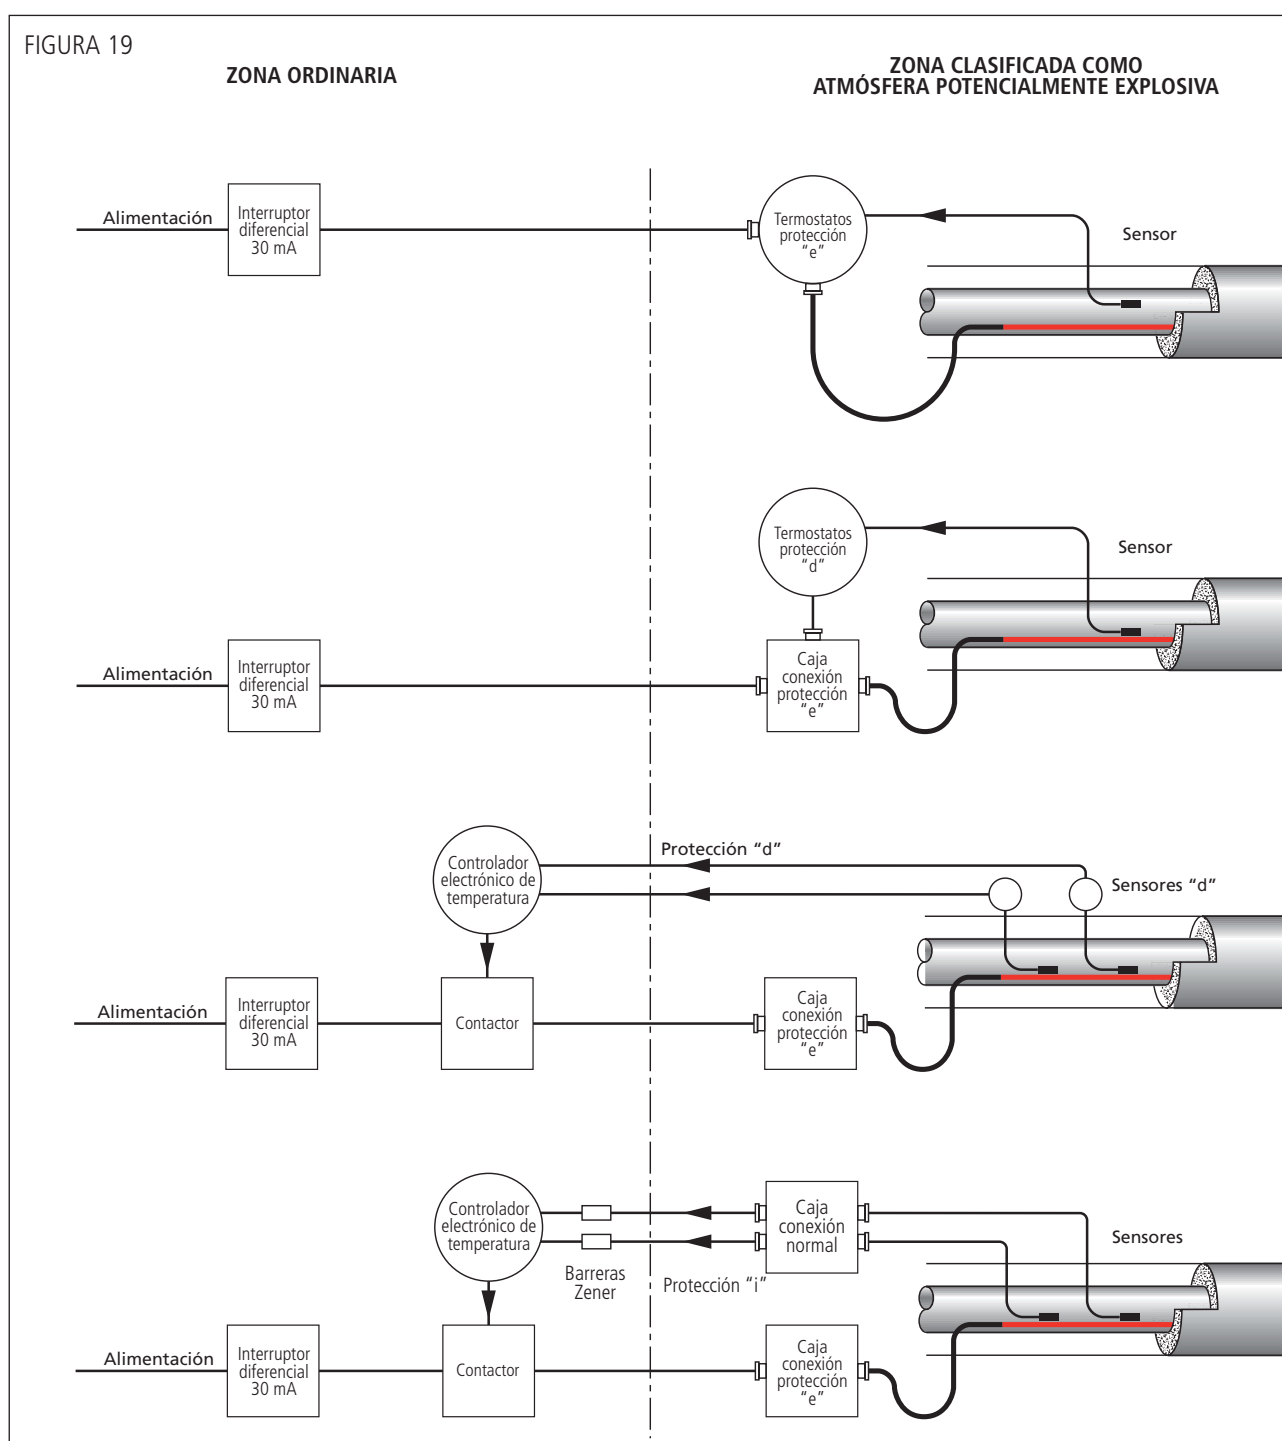 FIGURA 19
ZONA ORDINARIA
ZONA CLASIFICADA COMO
ATMÓSFERA POTENCIALMENTE EXPLOSIVA
Alimentación
Interruptor
diferencial
30 mA
Termostatos
protección
“e”
Sensor
Termostatos
protección
“d”
Sensor
Alimentación
Interruptor
diferencial
30 mA
Caja
conexión
protección
“e”
Controlador
electrónico de
temperatura
Protección “d”
Sensores “d”
Alimentación
Interruptor
diferencial
30 mA
Contactor
Caja
conexión
protección
“e”
Controlador
electrónico de
temperatura
Barreras
Zener
Protección “i”
Caja
conexión
normal
Sensores
Alimentación
Interruptor
diferencial
30 mA
Contactor
Caja
conexión
protección
“e”